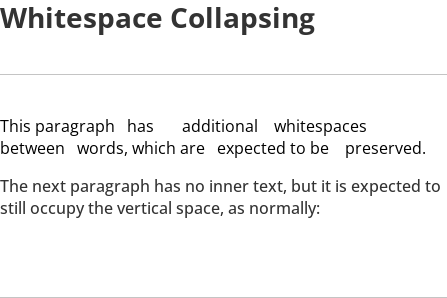 Whitespace Collapsing
This paragraph   has       additional    whitespaces
between   words, which are   expected to be    preserved.
The next paragraph has no inner text, but it is expected to
still occupy the vertical space, as normally: